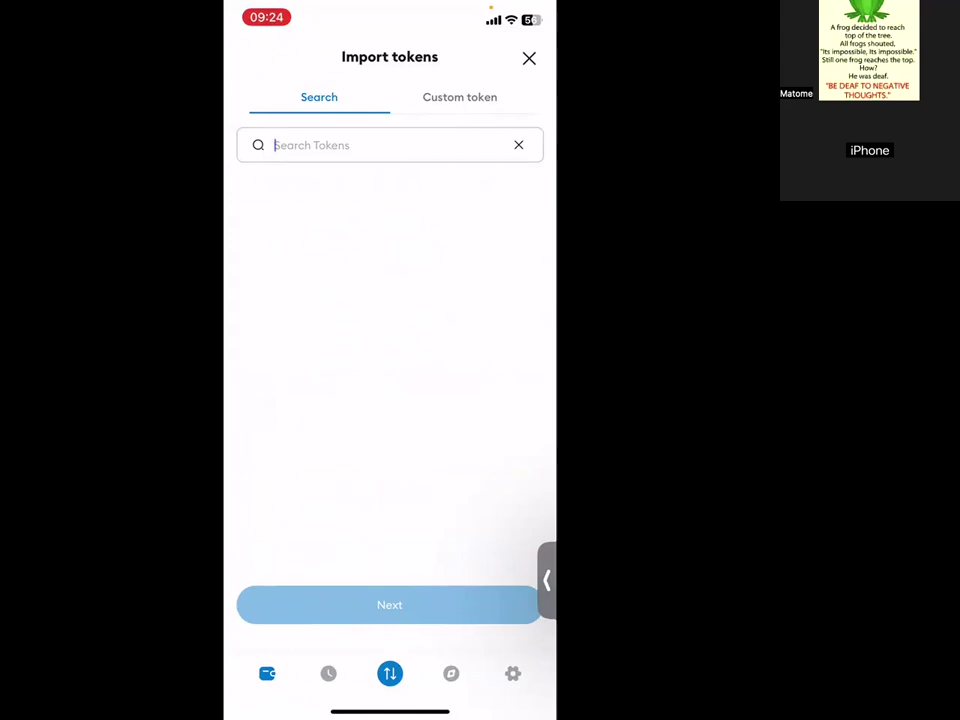 09:24
56
Import tokens
Search
Custom token
Search Tokens
Next
A frog decided to reach
top of the tree.
All frogs shouted,
"Its impossible, Its impossible."
Still one frog reaches the top.
How?
He was deaf.
"BE DEAF TO NEGATIVE
THOUGHTS."
Matome
iPhone